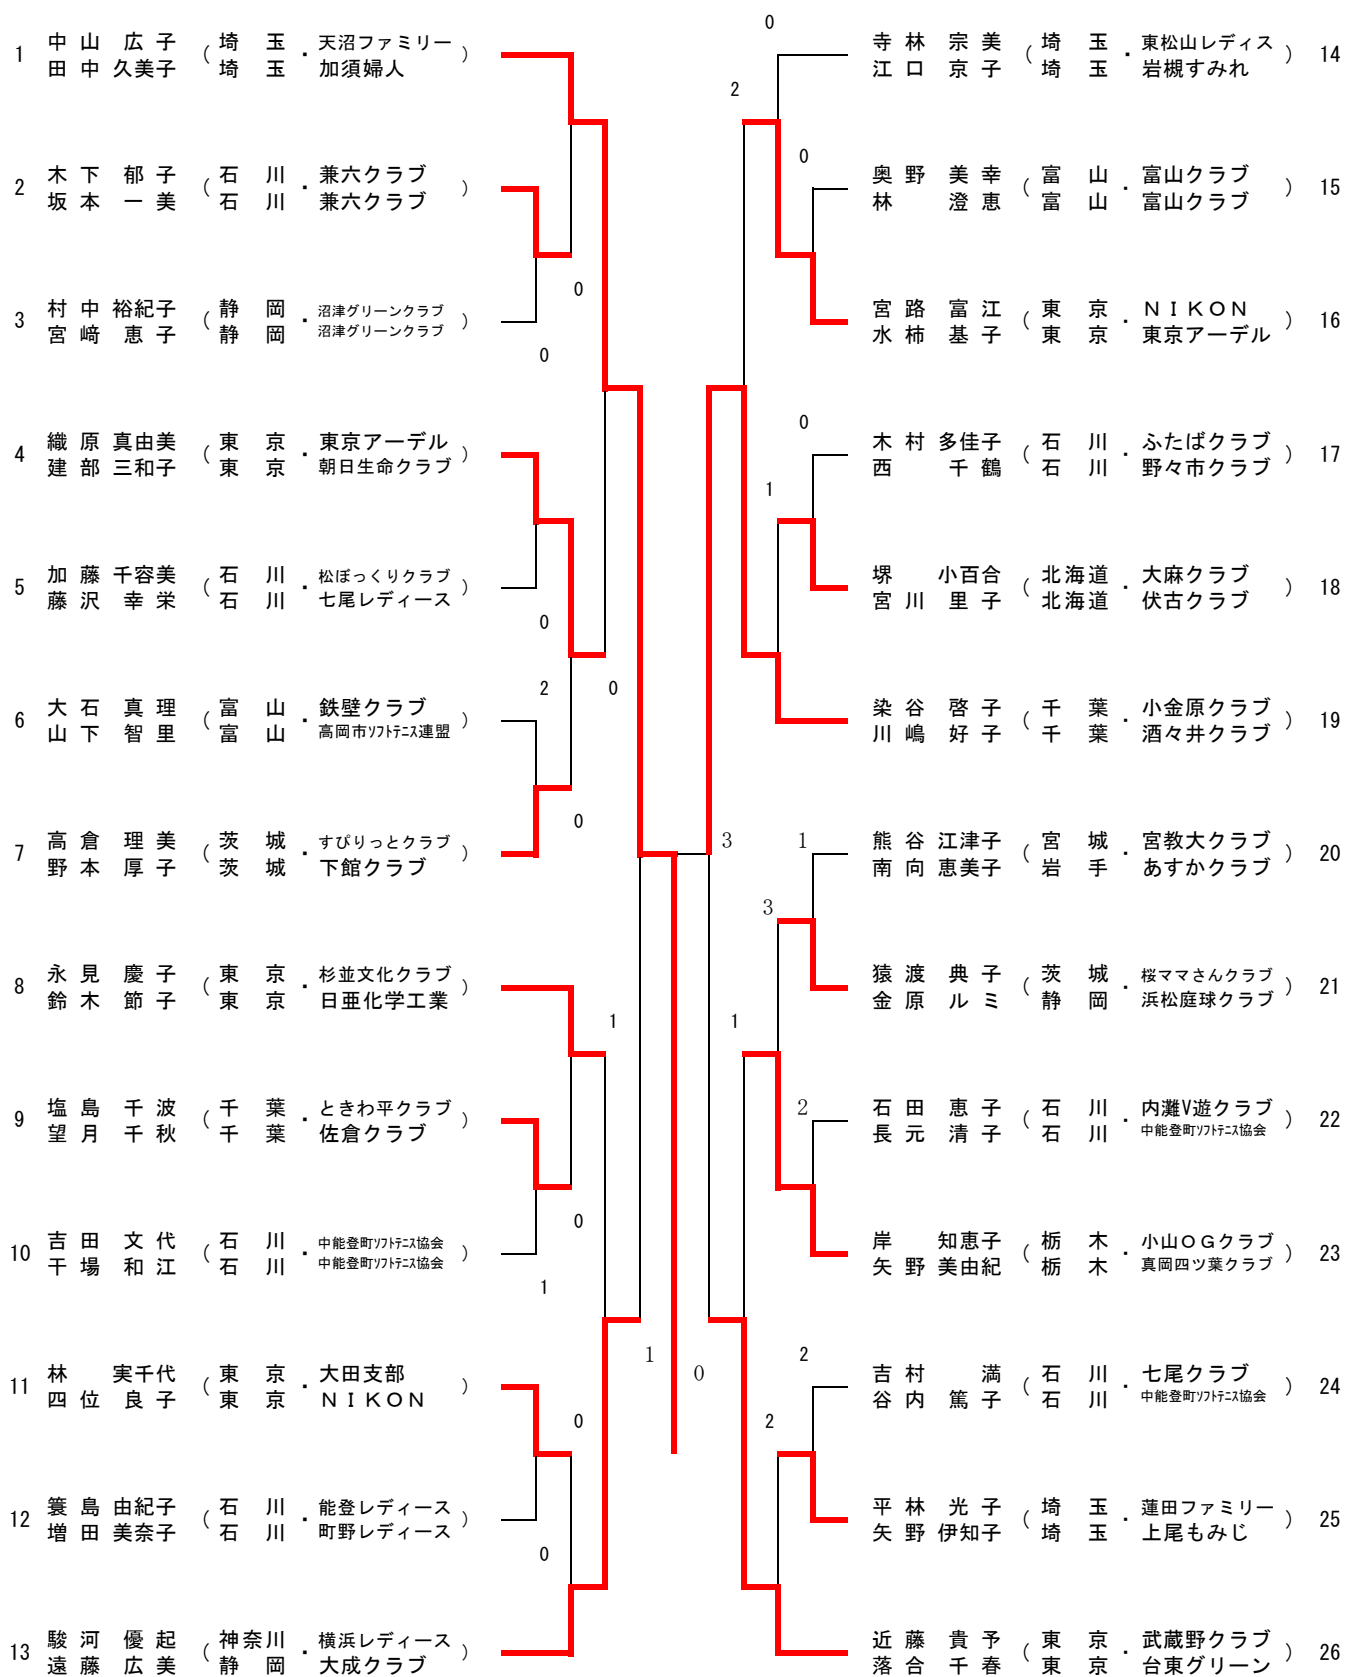 1 中山 広子 ( 埼玉 ・ 天沼ファミリー )
田中 久美子 埼玉 加須婦人
2 木下 郁子 ( 石川 ・ 兼六クラブ )
坂本 一美 石川 兼六クラブ
0
3 村中 裕紀子 ( 静岡 ・ 沼津グリーンクラブ )
宮﨑 恵子 静岡 沼津グリーンクラブ
0
4 織原 真由美 ( 東京 ・ 東京アーデル )
建部 三和子 東京 朝日生命クラブ
5 加藤 千容美 ( 石川 ・ 松ぼっくりクラブ )
藤沢 幸栄 石川 七尾レディース
0
2 0
6 大石 真理 ( 富山 ・ 鉄壁クラブ )
山下 智里 富山 高岡市ソフトテニス連盟
0
7 高倉 理美 ( 茨城 ・ すぴりっとクラブ )
野本 厚子 茨城 下館クラブ
8 永見 慶子 ( 東京 ・ 杉並文化クラブ )
鈴木 節子 東京 日亜化学工業
1
9 塩島 千波 ( 千葉 ・ ときわ平クラブ )
望月 千秋 千葉 佐倉クラブ
0
10 吉田 文代 ( 石川 ・ 中能登町ソフトテニス協会 )
干場 和江 石川 中能登町ソフトテニス協会
1
1
11 林 実千代 ( 東京 ・ 大田支部 )
四位 良子 東京 NIKON
0
12 簑島 由紀子 ( 石川 ・ 能登レディース )
増田 美奈子 石川 町野レディース
0
13 駿河 優起 ( 神奈川 ・ 横浜レディース )
遠藤 広美 静岡 大成クラブ
0
寺林 宗美 ( 埼玉 ・ 東松山レディス ) 14
江口 京子 埼玉 岩槻すみれ
2
0
奥野 美幸 ( 富山 ・ 富山クラブ ) 15
林 澄恵 富山 富山クラブ
宮路 富江 ( 東京 ・ NIKON ) 16
水柿 基子 東京 東京アーデル
0
木村 多佳子 ( 石川 ・ ふたばクラブ ) 17
西 千鶴 石川 野々市クラブ
1
堺 小百合 ( 北海道 ・ 大麻クラブ ) 18
宮川 里子 北海道 伏古クラブ
染谷 啓子 ( 千葉 ・ 小金原クラブ ) 19
川嶋 好子 千葉 酒々井クラブ
3 1
熊谷 江津子 ( 宮城 ・ 宮教大クラブ ) 20
南向 恵美子 岩手 あすかクラブ
3
猿渡 典子 ( 茨城 ・ 桜ママさんクラブ ) 21
金原 ルミ 静岡 浜松庭球クラブ
1
2
石田 恵子 ( 石川 ・ 内灘V遊クラブ ) 22
長元 清子 石川 中能登町ソフトテニス協会
岸 知恵子 ( 栃木 ・ 小山OGクラブ ) 23
矢野 美由紀 栃木 真岡四ツ葉クラブ
0 2
吉村 満 ( 石川 ・ 七尾クラブ ) 24
谷内 篤子 石川 中能登町ソフトテニス協会
2
平林 光子 ( 埼玉 ・ 蓮田ファミリー ) 25
矢野 伊知子 埼玉 上尾もみじ
近藤 貴予 ( 東京 ・ 武蔵野クラブ ) 26
落合 千春 東京 台東グリーン